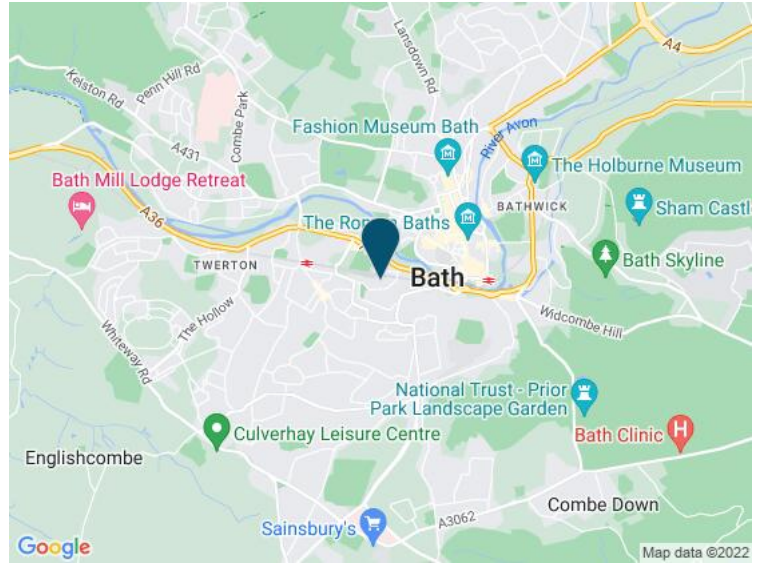 A4
Lansdown Rd
Penn Hill Rd
Kelston Rd
Combe Park
River Avon
Fashion Museum Bath
A431
The Holburne Museum
Bath Mill Lodge Retreat
BATHWICK
Sham Castl
A36
The Roman Baths
TWERTON
Bath Skyline
Bath
The Hollow
Widcombe Hill
Whiteway Rd
National Trust - Prior
Park Landscape Garden
Culverhay Leisure Centre
Bath Clinic
H
Englishcombe
Combe Down
A3062
Sainsbury's
Google
Map data ©2022